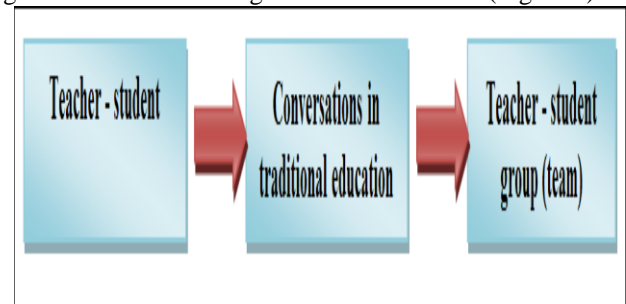 Teacher - student
Conversations in
traditional education
Teacher - student
group (team)